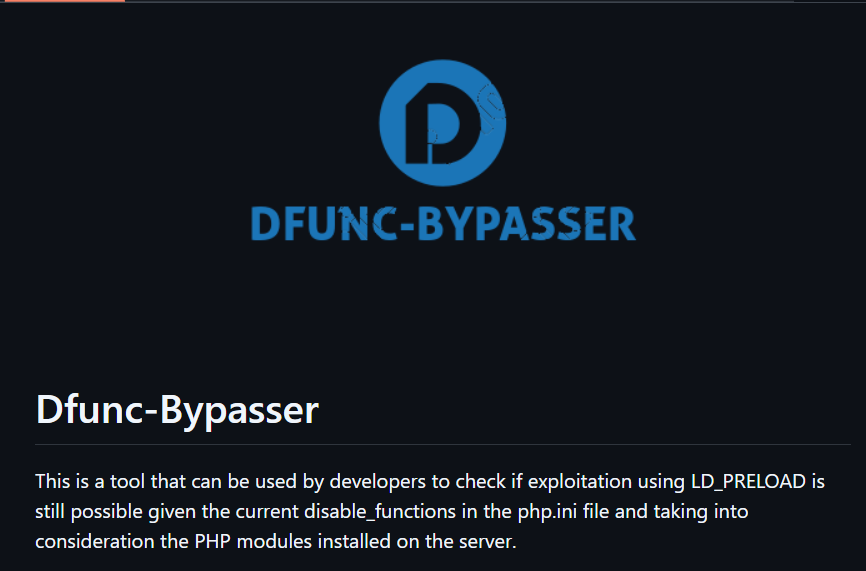 DFUNC-BYPASSER
Dfunc-Bypasser
This is a tool that can be used by developers to check if exploitation using LD_PRELOAD is
still possible given the current disable_functions in the php.ini file and taking into
consideration the PHP modules installed on the server.